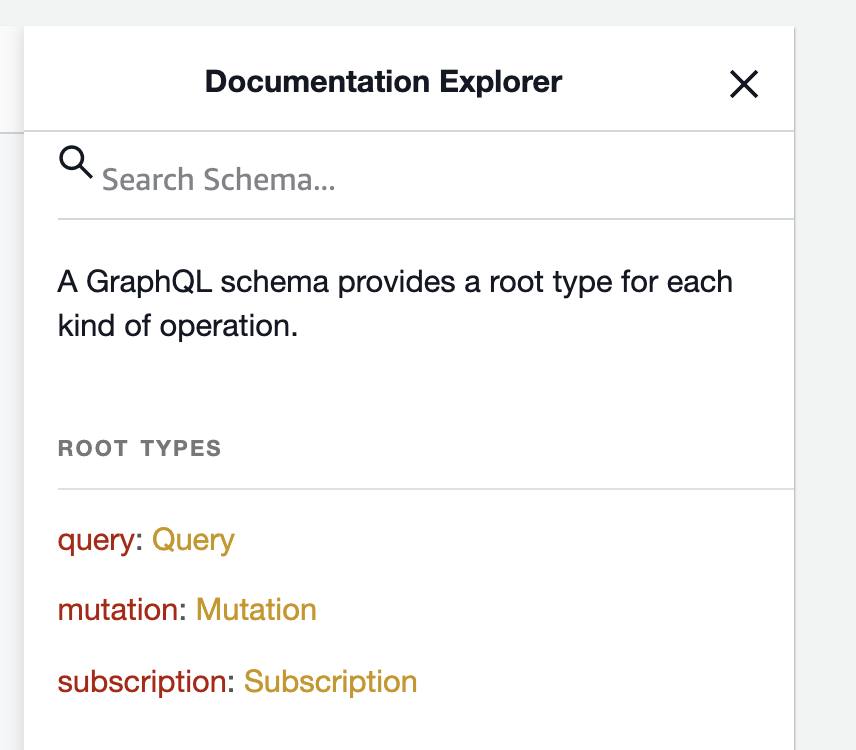 Documentation Explorer
Search Schema...
A GraphQL schema provides a root type for each
kind of operation.
ROOT TYPES
query: Query
mutation: Mutation
subscription: Subscription